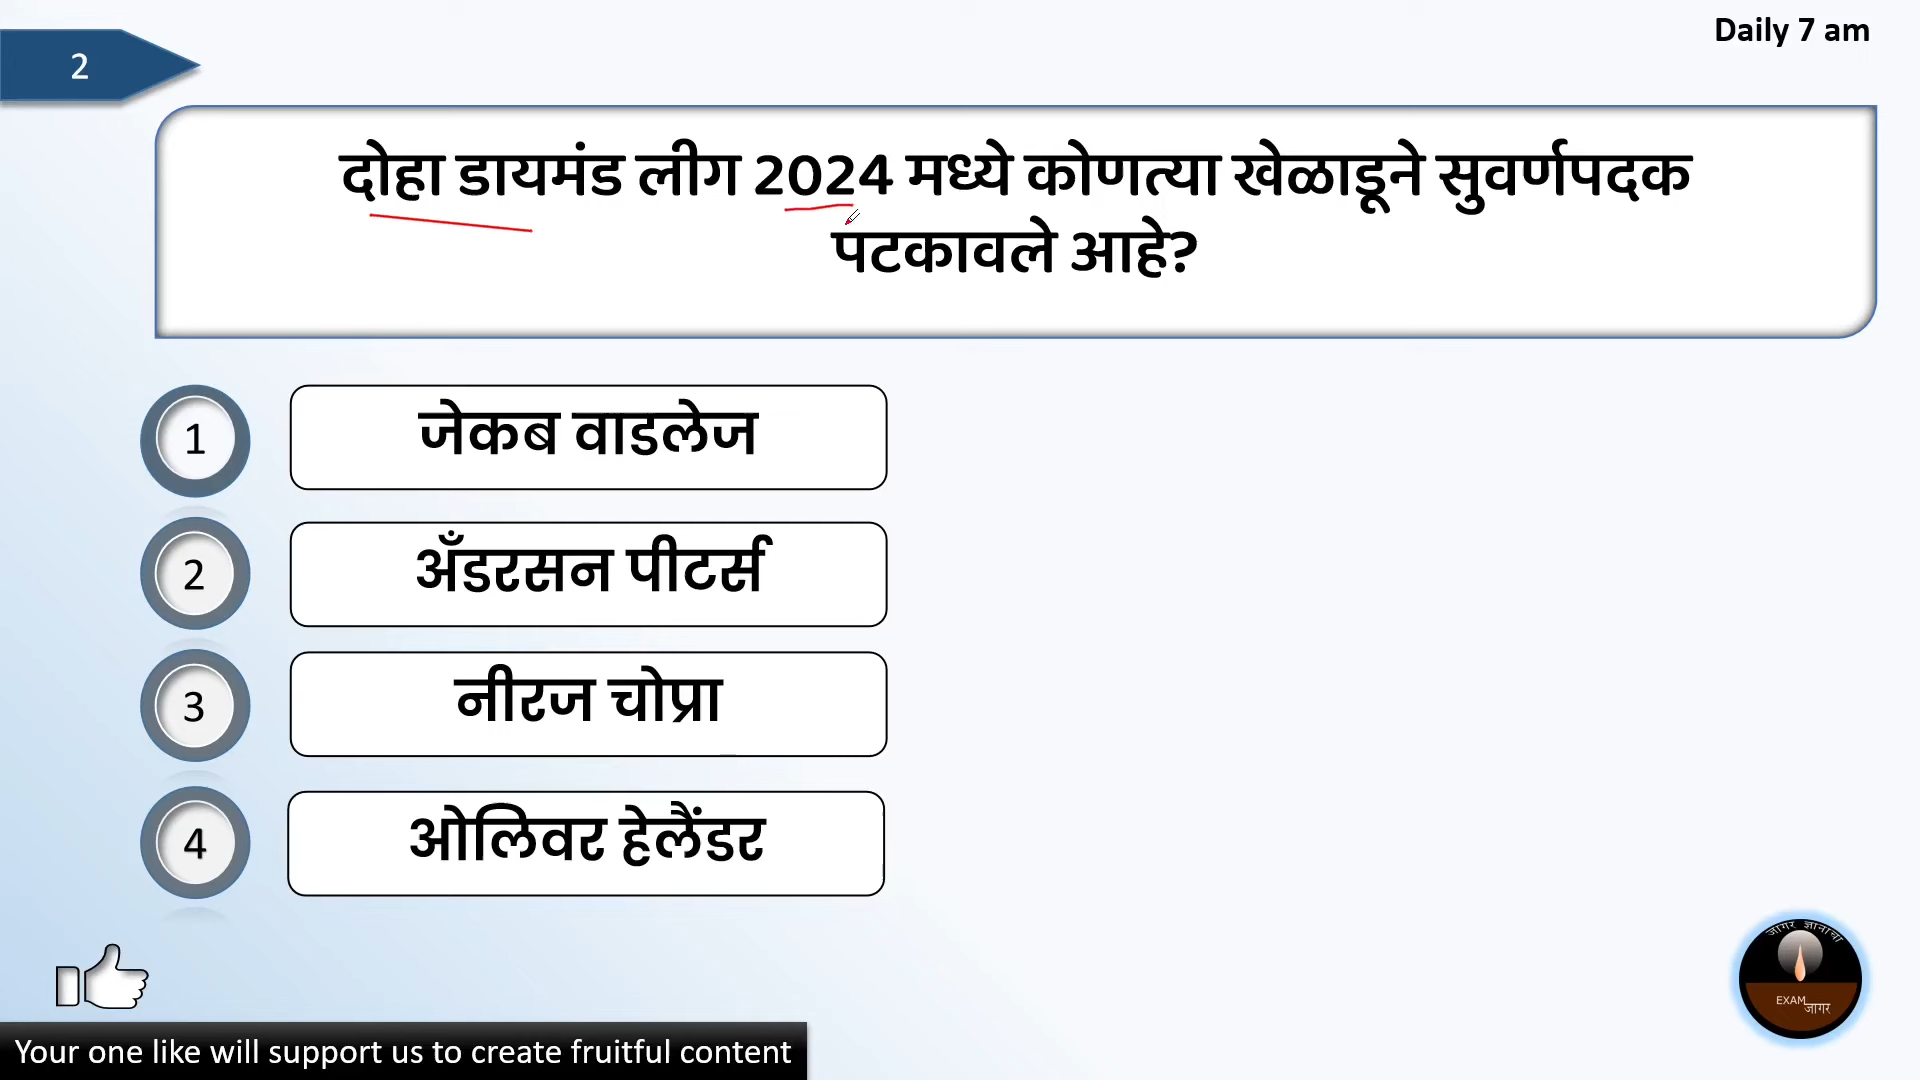 Daily 7 am
2
दोहा डायमंड लीग 2024 मध्ये कोणत्या खेळाडूने सुवर्णपदक
पटकावले आहे?
1
जेकब वाडलेज
2
अँडरसन पीटर्स
3
नीरज चोप्रा
4
ओलिवर हेलैंडर
जागर ज्ञानाचा
EXAM
जागर
Your one like will support us to create fruitful content